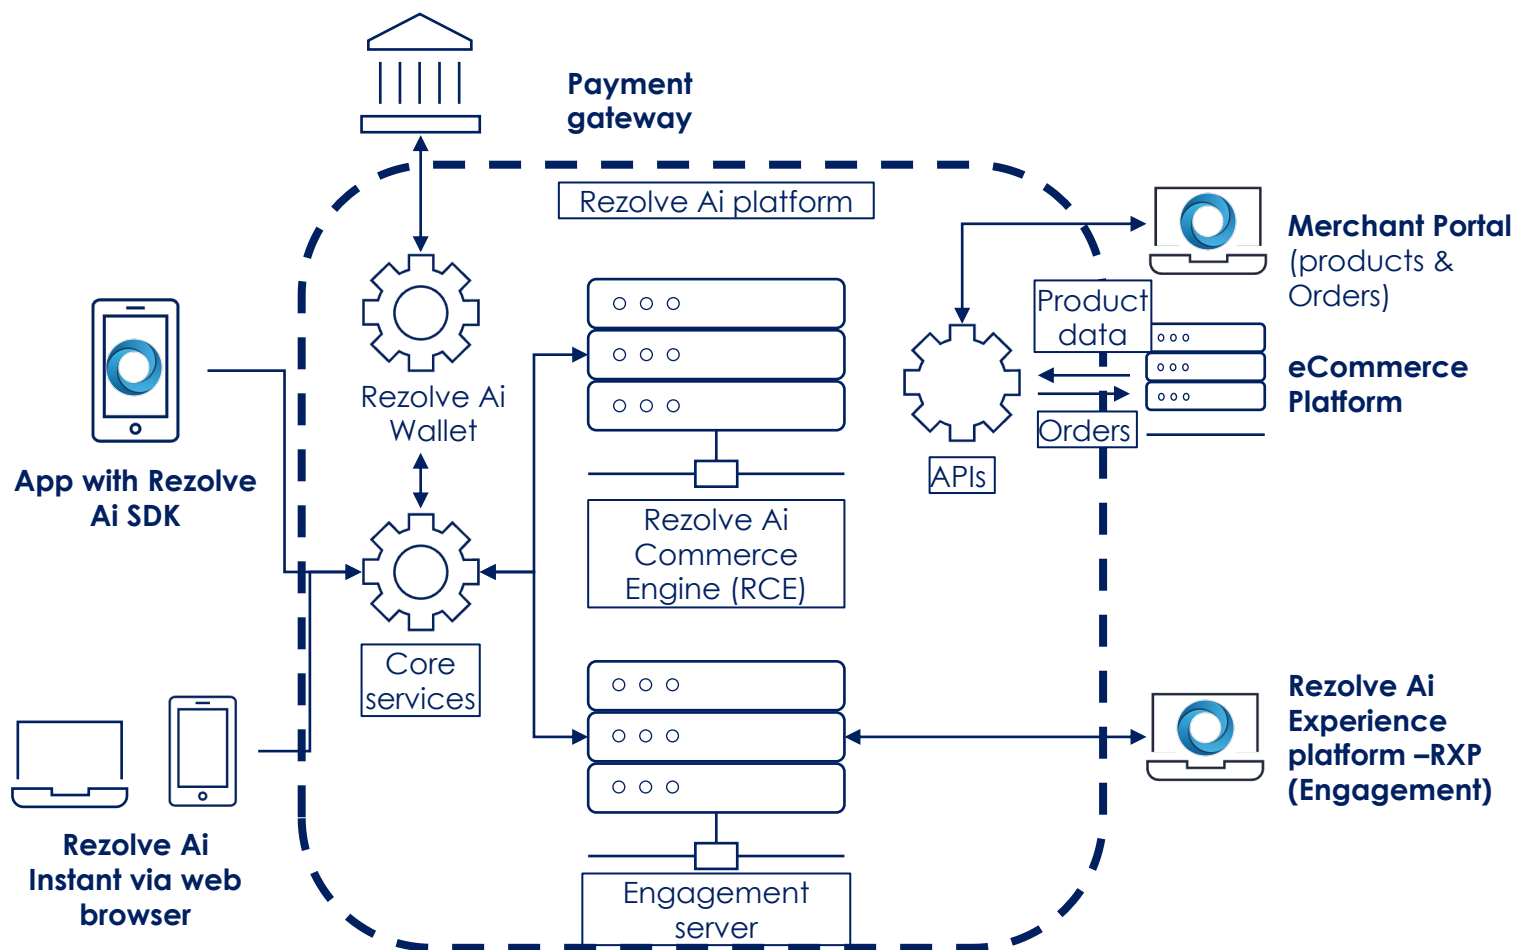 Payment
gateway
Rezolve Ai platform
Merchant Portal
(products &
Orders)
Product
data
eCommerce
Platform
Orders
APIs
Rezolve Ai
Wallet
App with Rezolve
Ai SDK
Rezolve Ai
Commerce
Engine (RCE)
Core
services
Rezolve Ai
Experience
platform –RXP
(Engagement)
Rezolve Ai
Instant via web
browser
Engagement
server